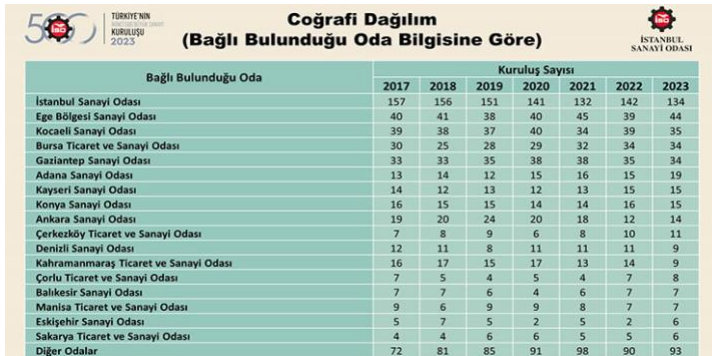 500
İSO
TÜRKİYE'NİN
KURULUŞU
2023
Coğrafi Dağılım
(Bağlı Bulunduğu Oda Bilgisine Göre)
İSO
İSTANBUL
SANAYİ ODASI
Bağlı Bulunduğu Oda
Kuruluş Sayısı
2017 2018 2019 2020 2021 2022 2023
İstanbul Sanayi Odası 157 156 151 141 132 142 134
Ege Bölgesi Sanayi Odası 40 41 38 40 45 39 44
Kocaeli Sanayi Odası 39 38 37 40 34 39 35
Bursa Ticaret ve Sanayi Odası 30 25 28 29 32 34 34
Gaziantep Sanayi Odası 33 33 35 38 38 35 34
Adana Sanayi Odası 13 14 12 15 16 15 19
Kayseri Sanayi Odası 14 12 13 12 13 15 15
Konya Sanayi Odası 16 15 15 14 14 16 15
Ankara Sanayi Odası 19 20 24 20 18 12 14
Çerkezköy Ticaret ve Sanayi Odası 7 8 9 6 8 10 11
Denizli Sanayi Odası 12 11 8 11 11 11 9
Kahramanmaraş Ticaret ve Sanayi Odası 16 17 15 17 13 14 9
Çorlu Ticaret ve Sanayi Odası 7 5 4 5 4 7 8
Balıkesir Sanayi Odası 7 7 6 4 6 7 7
Manisa Ticaret ve Sanayi Odası 9 6 9 9 8 7 7
Eskişehir Sanayi Odası 5 7 5 2 5 2 6
Sakarya Ticaret ve Sanayi Odası 4 4 6 6 5 5 6
Diğer Odalar 72 81 85 91 98 90 93